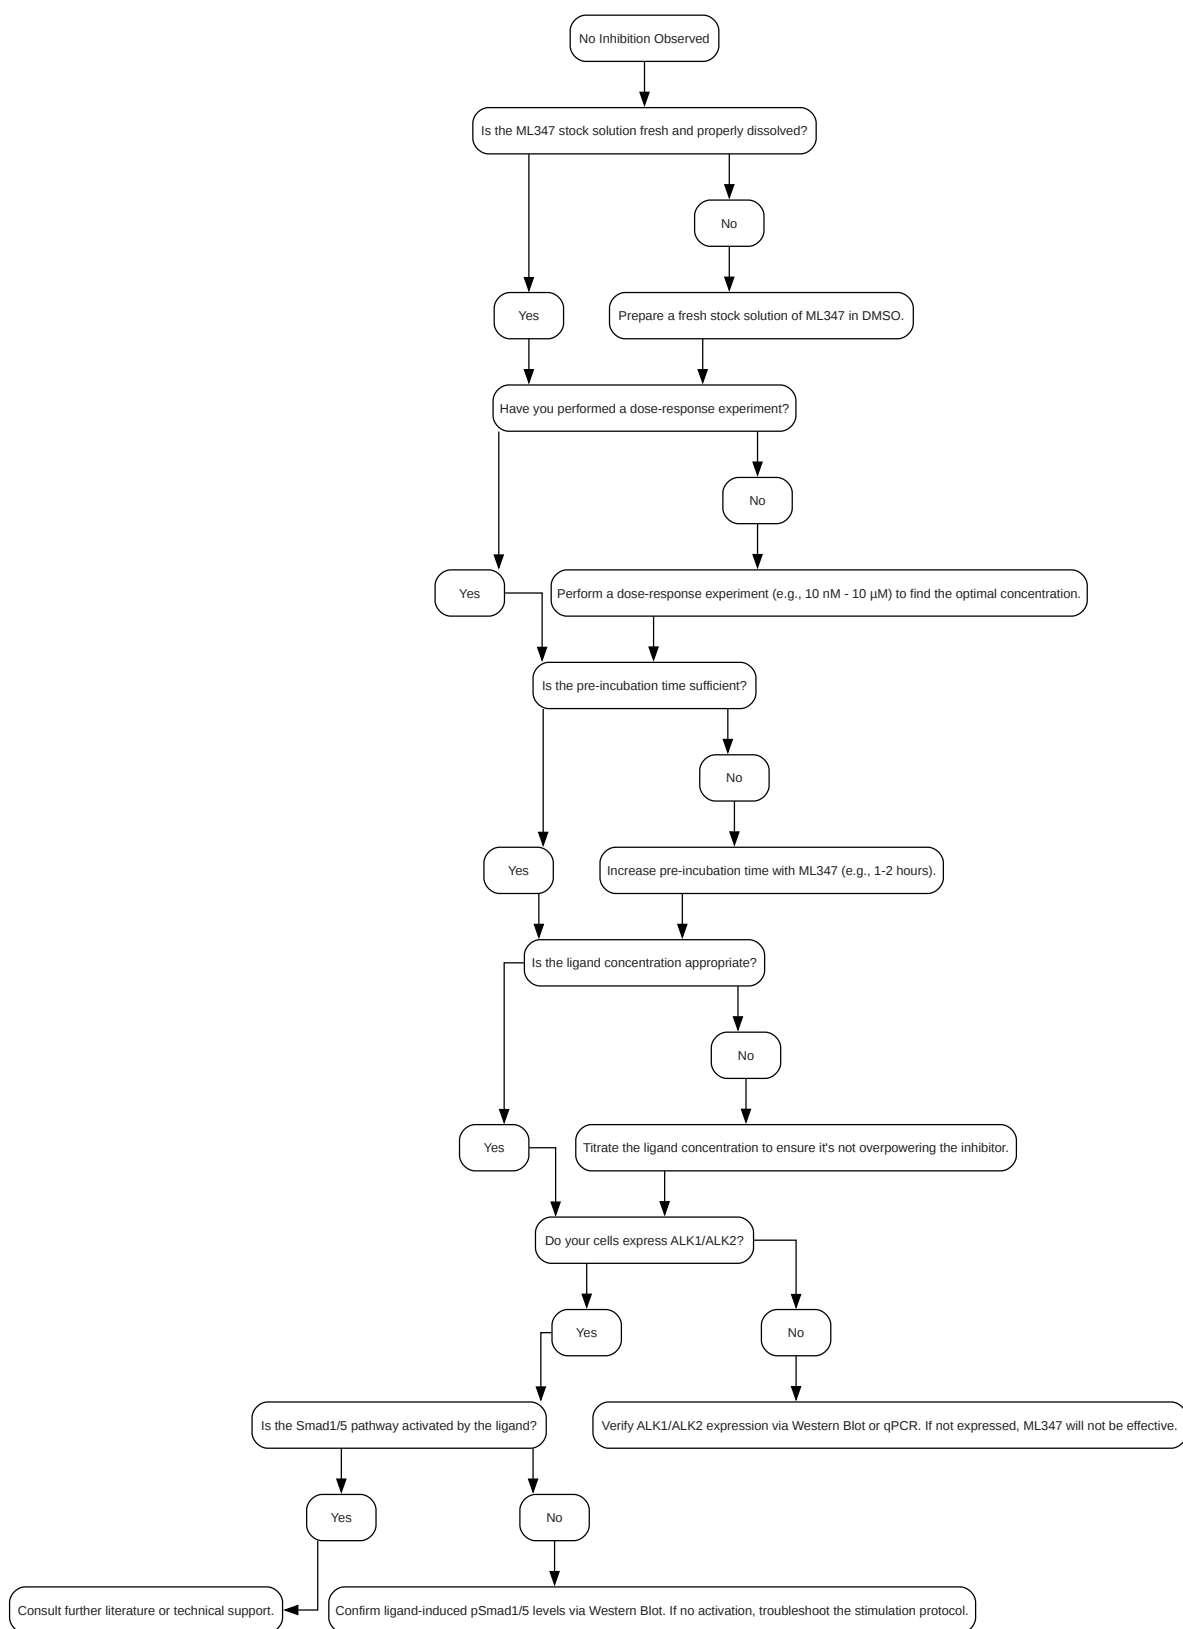 No Inhibition Observed
Is the ML347 stock solution fresh and properly dissolved?
No
Yes
Prepare a fresh stock solution of ML347 in DMSO.
Have you performed a dose-response experiment?
No
Yes
Perform a dose-response experiment (e.g., 10 nM - 10 µM) to find the optimal concentration.
Is the pre-incubation time sufficient?
No
Yes
Increase pre-incubation time with ML347 (e.g., 1-2 hours).
Is the ligand concentration appropriate?
No
Yes
Titrate the ligand concentration to ensure it's not overpowering the inhibitor.
Do your cells express ALK1/ALK2?
Yes
No
Is the Smad1/5 pathway activated by the ligand?
Verify ALK1/ALK2 expression via Western Blot or qPCR. If not expressed, ML347 will not be effective.
Yes
No
Consult further literature or technical support.
Confirm ligand-induced pSmad1/5 levels via Western Blot. If no activation, troubleshoot the stimulation protocol.